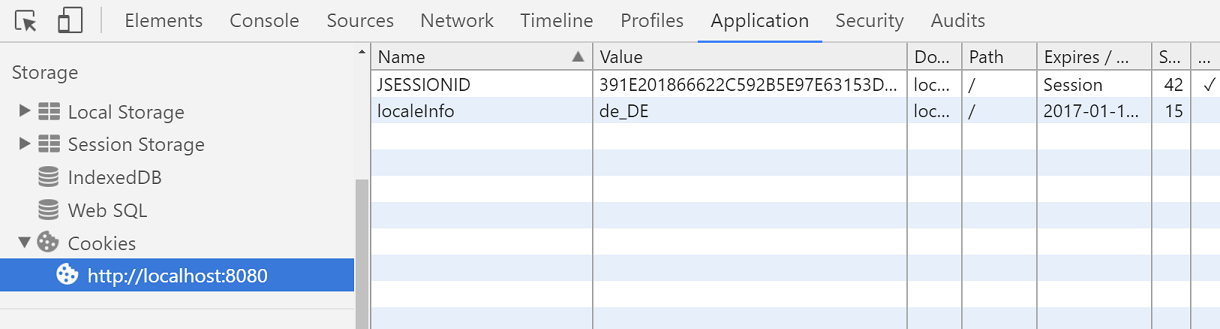 Elements Console Sources Network Timeline Profiles Application Security Audits
Storage
Local Storage
Session Storage
IndexedDB
Web SQL
Cookies
http://localhost:8080
Name Value Do... Path Expires / ... S... ...
JSESSIONID 391E201866622C592B5E97E63153D... loc... / Session 42 ✓
localeInfo de_DE loc... / 2017-01-1... 15